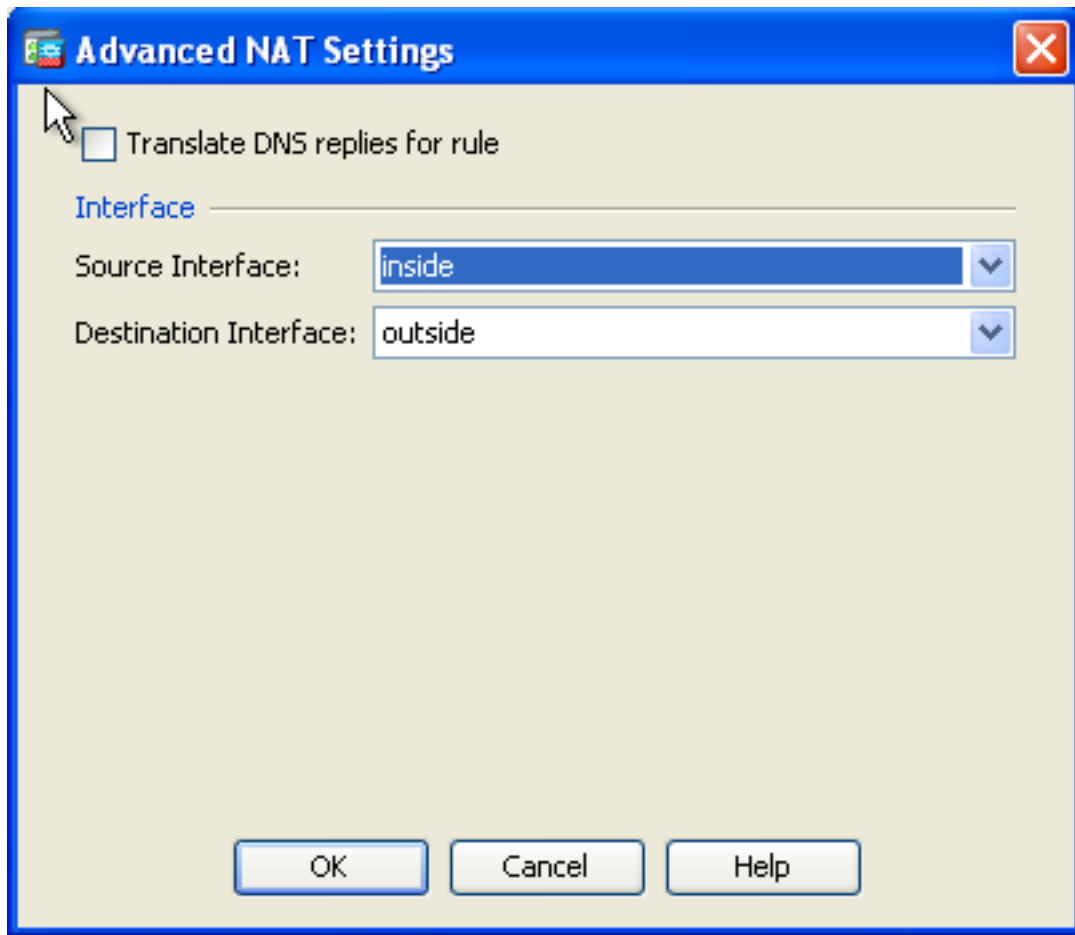 Advanced NAT Settings
Translate DNS replies for rule
Interface
Source Interface: inside
Destination Interface: outside
OK Cancel Help